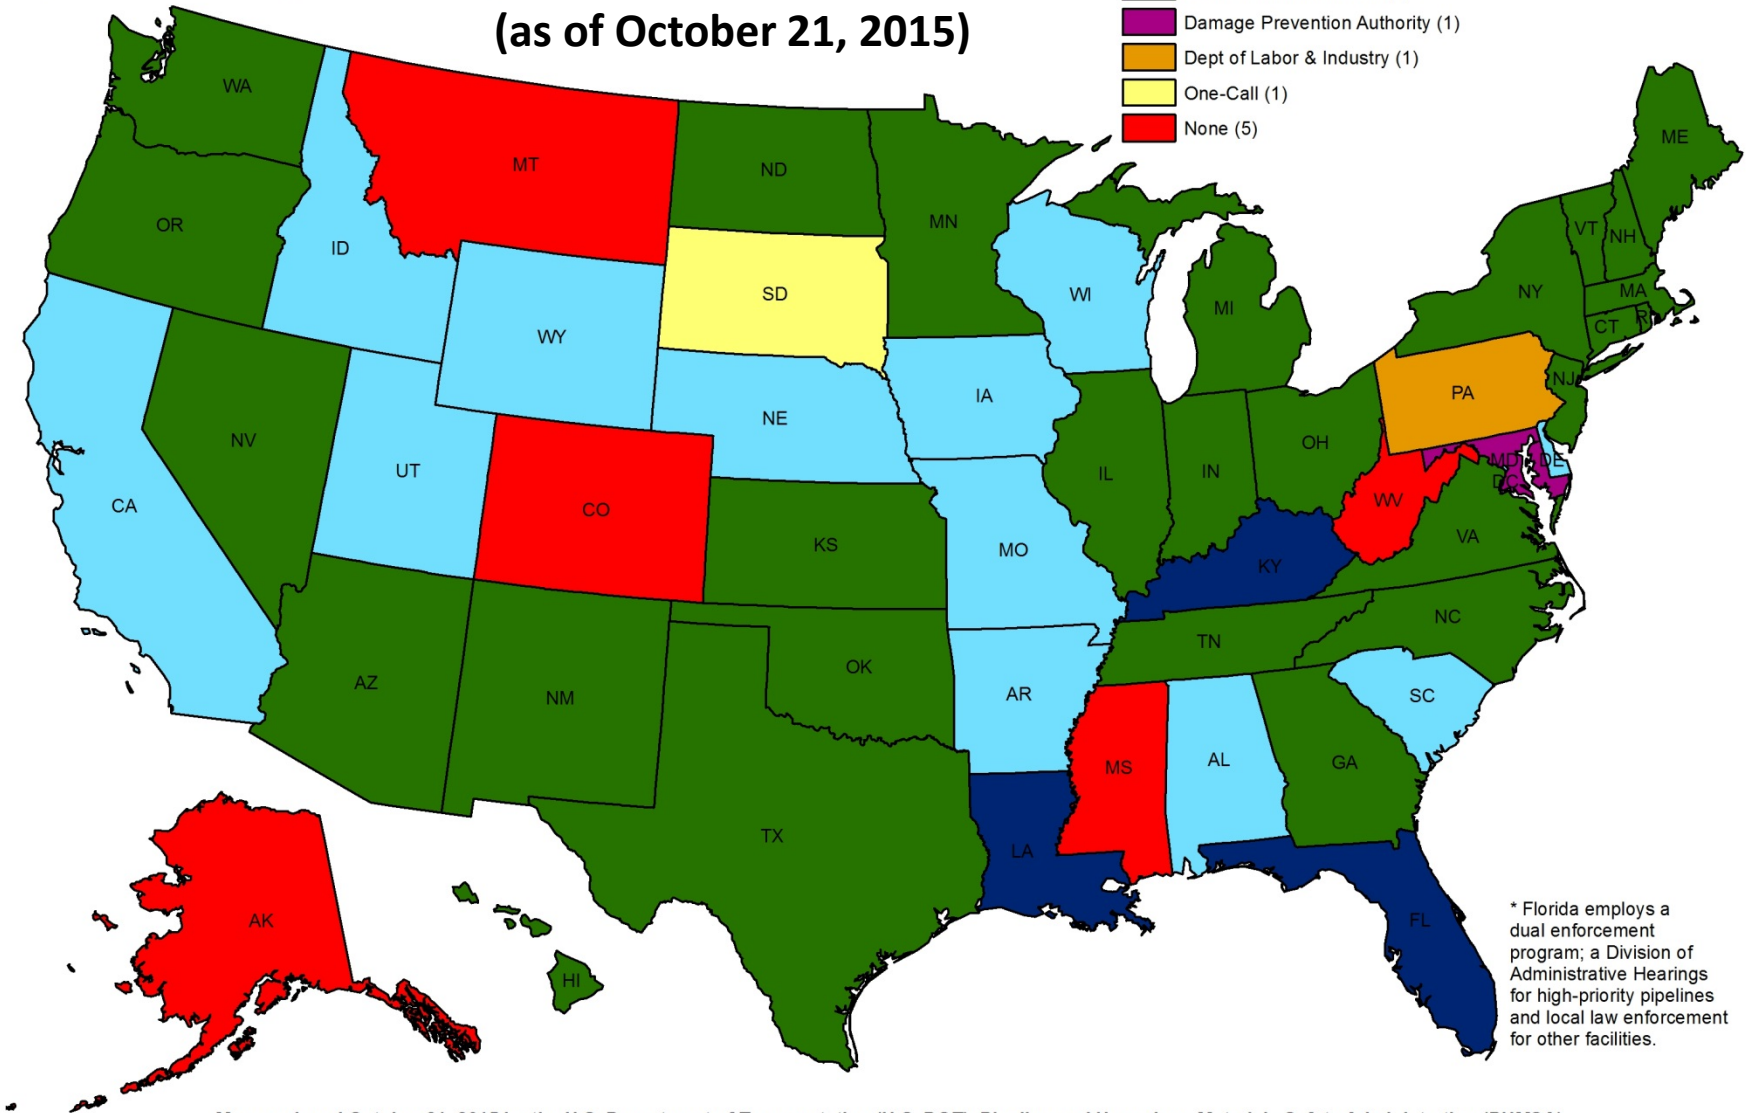 (as of October 21, 2015)
Damage Prevention Authority (1)
Dept of Labor & Industry (1)
One-Call (1)
None (5)
WA
MT
ND
MN
ME
OR
ID
SD
WI
MI
VT
NH
NY
MA
CT
RI
WY
NE
IA
PA
NJ
NV
UT
CO
CA
KS
MO
IL
IN
OH
WV
MD
DE
DC
VA
KY
AZ
NM
OK
AR
TN
NC
SC
MS
AL
GA
TX
LA
FL
AK
HI
* Florida employs a
dual enforcement
program; a Division of
Administrative Hearings
for high-priority pipelines
and local law enforcement
for other facilities.